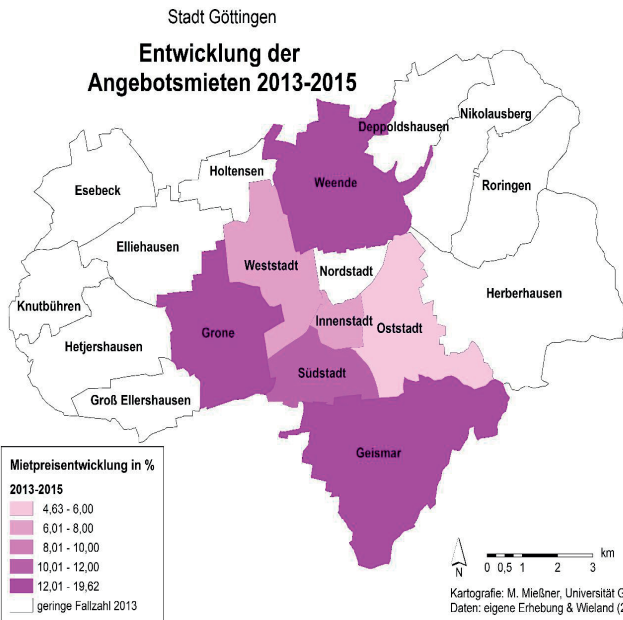 Stadt Göttingen
Entwicklung der
Angebotsmieten 2013-2015
Nikolausberg
Deppoldshausen
Holtensen
Esebeck
Weende
Roringen
Elliehausen
Weststadt
Nordstadt
Herberhausen
Knutbühren
Innenstadt
Oststadt
Grone
Hetjershausen
Südstadt
Groß Ellershausen
Geismar
Mietpreisentwicklung in %
2013-2015
4,63 - 6,00
6,01 - 8,00
8,01 - 10,00
10,01 - 12,00
12,01 - 19,62
geringe Fallzahl 2013
N
km
0 0,5 1 2 3
Kartografie: M. Mießner, Universität G
Daten: eigene Erhebung & Wieland (2